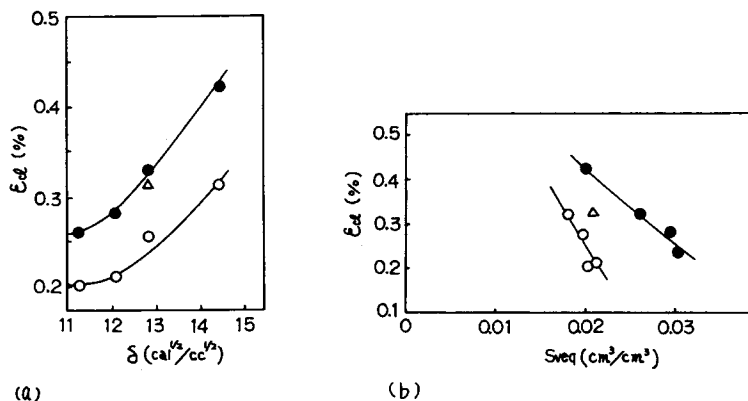 0.5
0.4
0.3
0.2
εcl (%)
11 12 13 14 15
δ (cal^1/2/cc^1/2)
(a)
0.5
0.4
0.3
0.2
0.1
εcl (%)
0 0.01 0.02 0.03
Sveq (cm³/cm³)
(b)